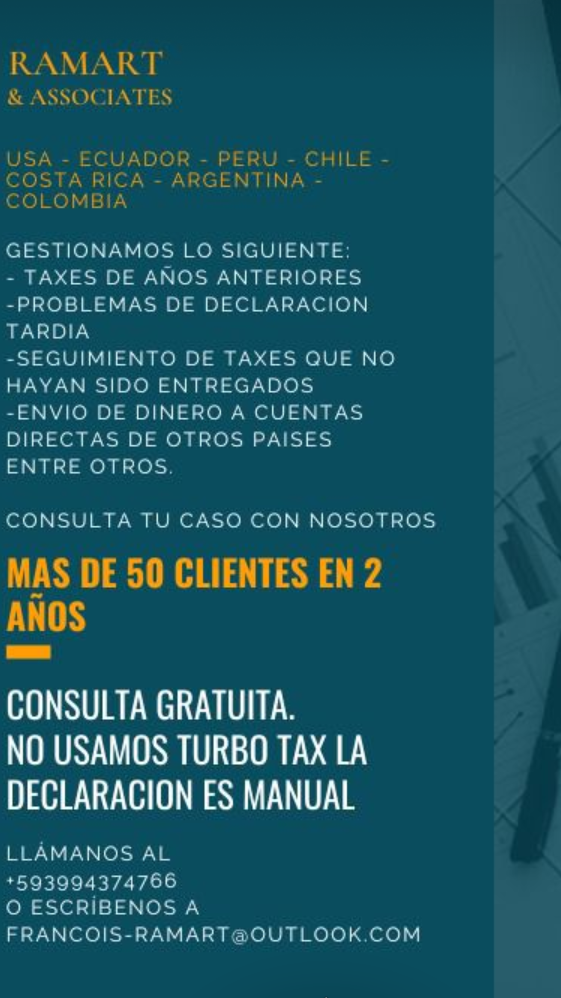 RAMART
& ASSOCIATES
USA - ECUADOR - PERU - CHILE -
COSTA RICA - ARGENTINA -
COLOMBIA
GESTIONAMOS LO SIGUIENTE:
- TAXES DE AÑOS ANTERIORES
-PROBLEMAS DE DECLARACION
TARDIA
-SEGUIMIENTO DE TAXES QUE NO
HAYAN SIDO ENTREGADOS
-ENVIO DE DINERO A CUENTAS
DIRECTAS DE OTROS PAISES
ENTRE OTROS.
CONSULTA TU CASO CON NOSOTROS
MAS DE 50 CLIENTES EN 2
AÑOS
CONSULTA GRATUITA.
NO USAMOS TURBO TAX LA
DECLARACION ES MANUAL
LLÁMANOS AL
+593994374766
O ESCRÍBENOS A
FRANCOIS-RAMART@OUTLOOK.COM